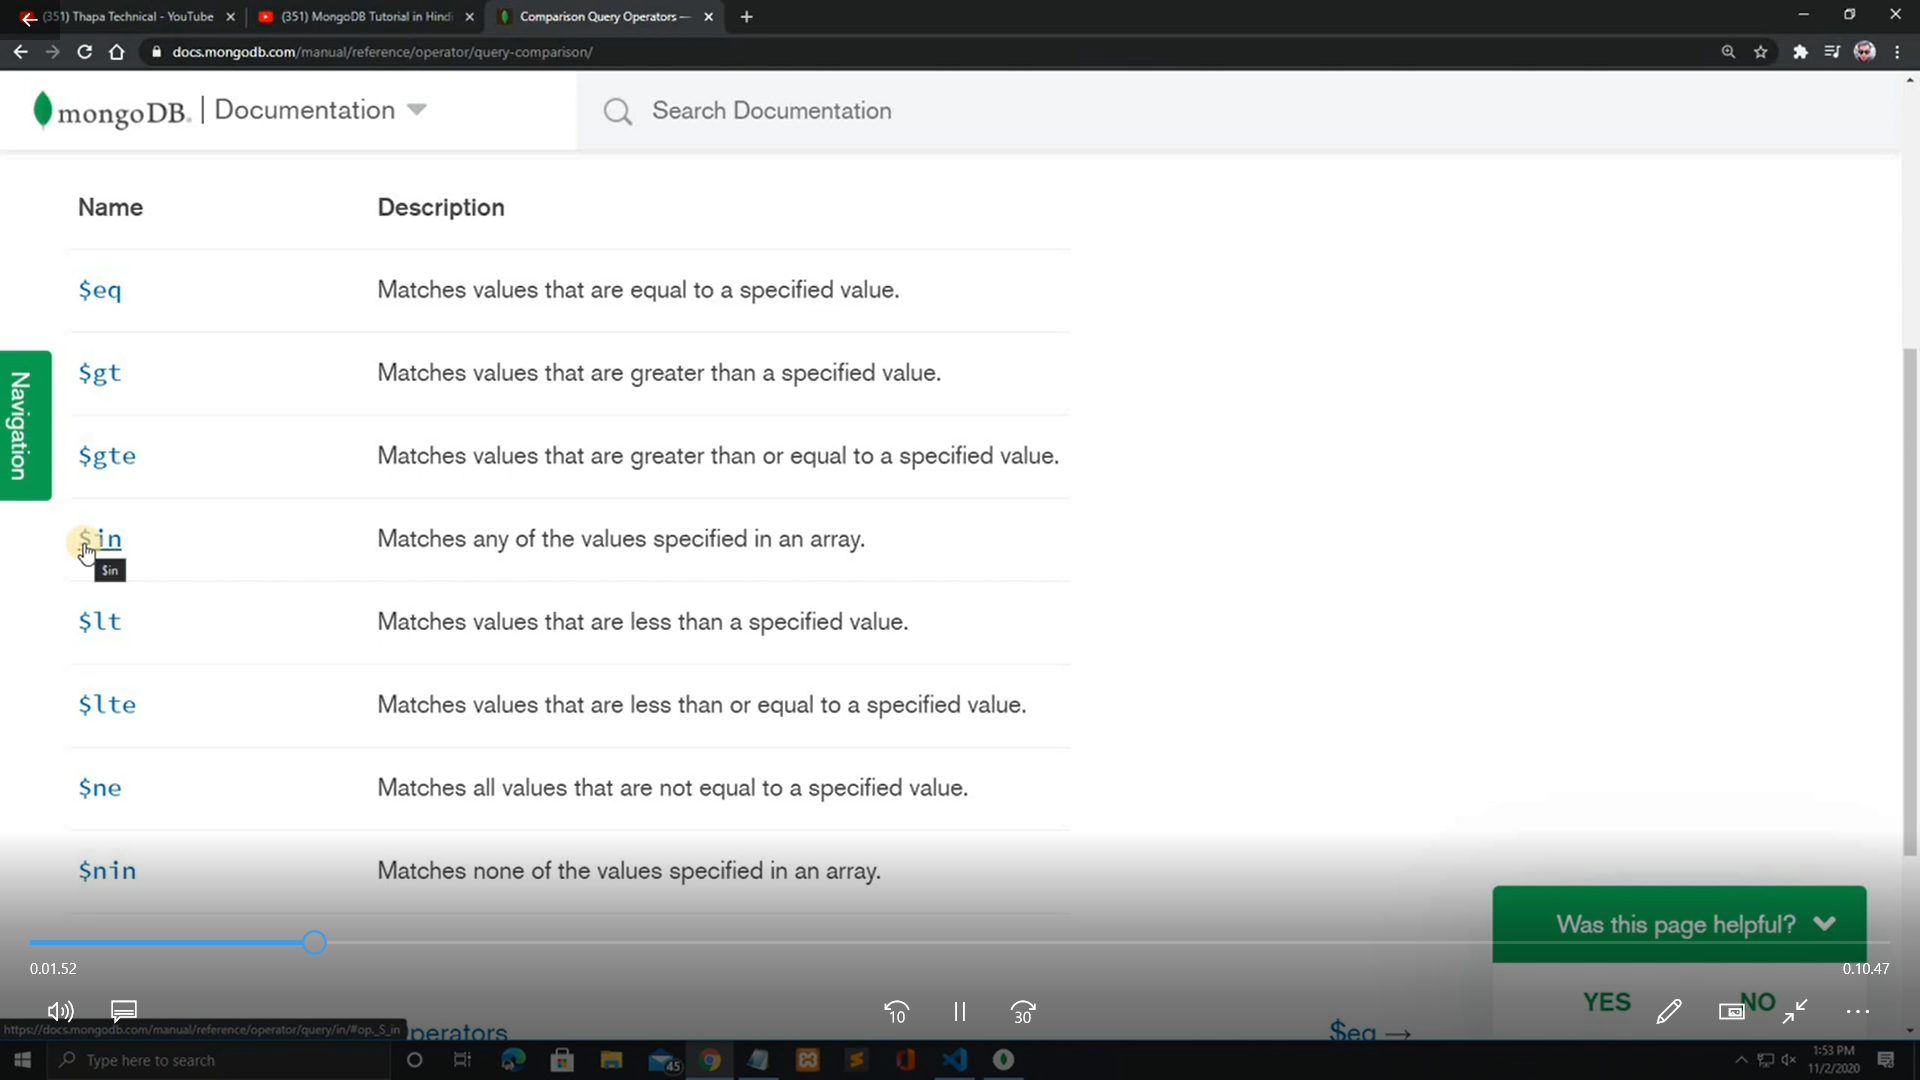 (351) Thapa Technical - YouTube
(351) MongoDB Tutorial in Hindi
Comparison Query Operators —
docs.mongodb.com/manual/reference/operator/query-comparison/
mongoDB. | Documentation
Search Documentation
Name Description
$eq Matches values that are equal to a specified value.
$gt Matches values that are greater than a specified value.
$gte Matches values that are greater than or equal to a specified value.
$in Matches any of the values specified in an array.
$in
$lt Matches values that are less than a specified value.
$lte Matches values that are less than or equal to a specified value.
$ne Matches all values that are not equal to a specified value.
$nin Matches none of the values specified in an array.
Navigation
Was this page helpful?
0.01.52
0.10.47
YES
NO
10
30
https://docs.mongodb.com/manual/reference/operator/query/in/#op._S_in
perators
$eq →
Type here to search
45
1:53 PM
11/2/2020